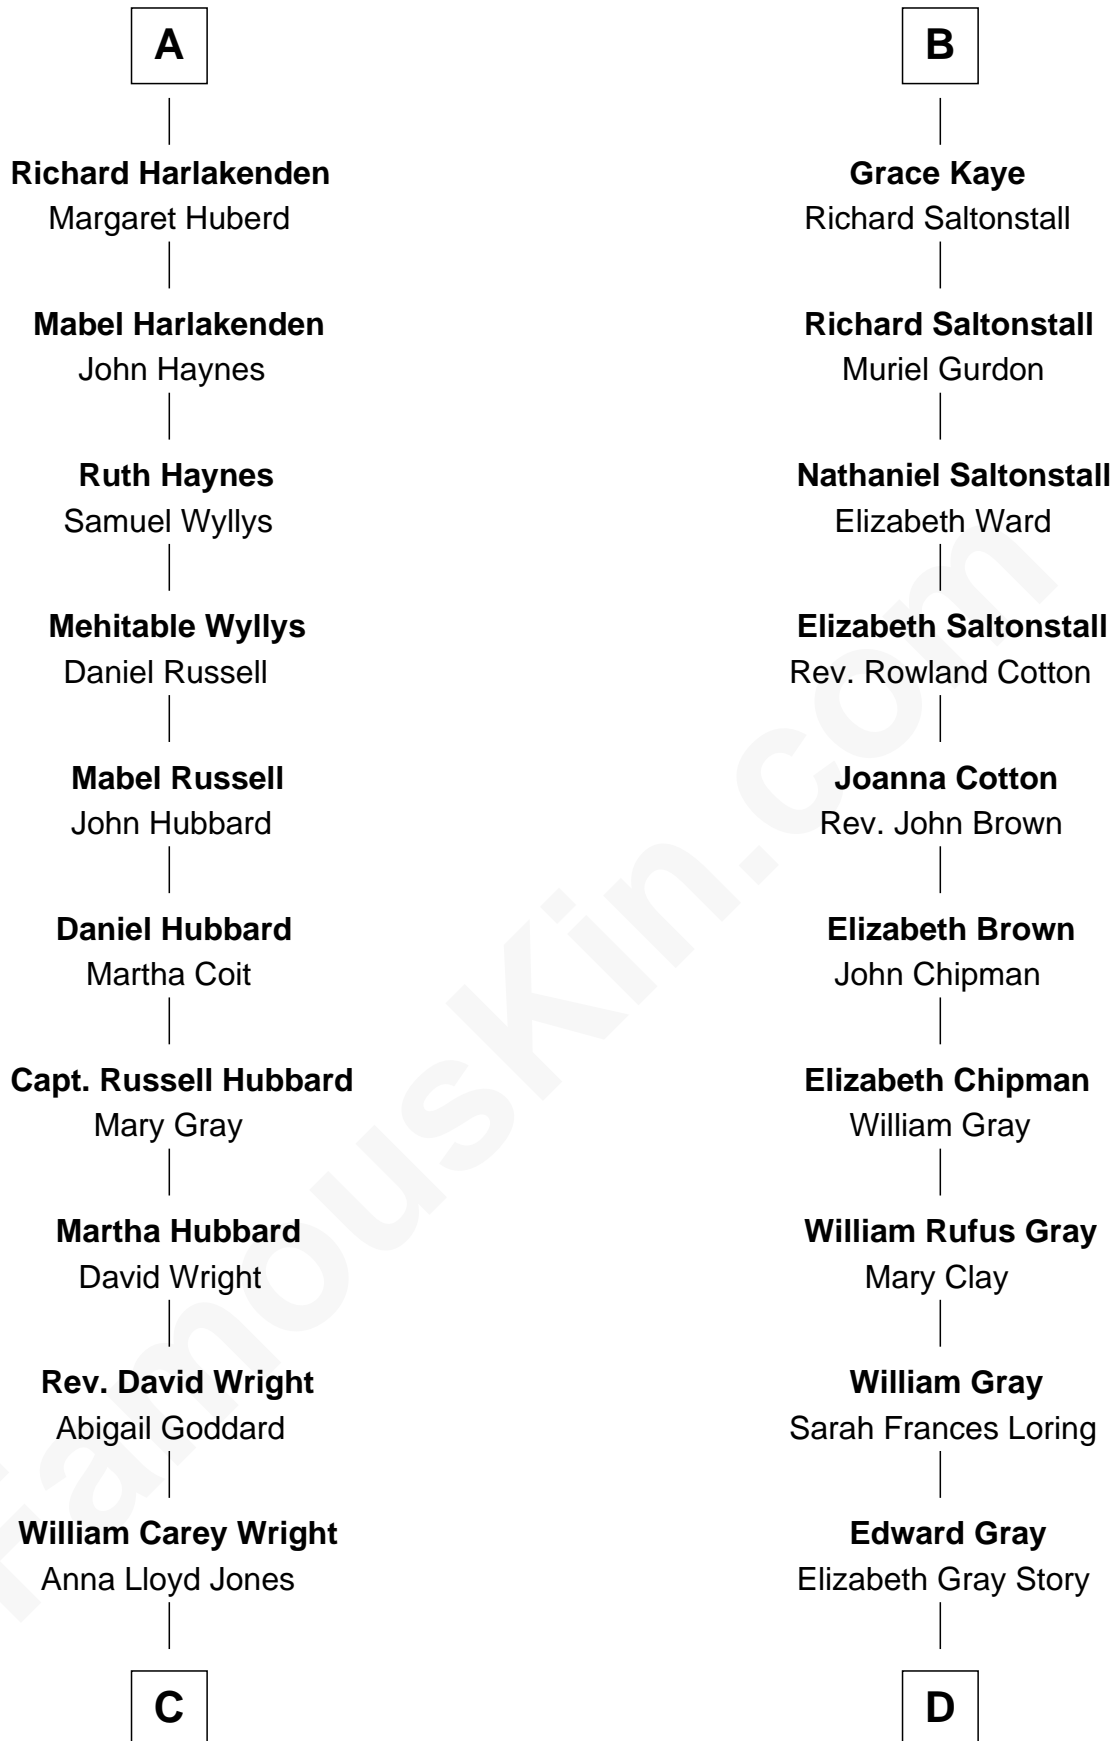 A
Richard Harlakenden
Margaret Huberd
Mabel Harlakenden
John Haynes
Ruth Haynes
Samuel Wyllys
Mehitable Wyllys
Daniel Russell
Mabel Russell
John Hubbard
Daniel Hubbard
Martha Coit
Capt. Russell Hubbard
Mary Gray
Martha Hubbard
David Wright
Rev. David Wright
Abigail Goddard
William Carey Wright
Anna Lloyd Jones
C
B
Grace Kaye
Richard Saltonstall
Richard Saltonstall
Muriel Gurdon
Nathaniel Saltonstall
Elizabeth Ward
Elizabeth Saltonstall
Rev. Rowland Cotton
Joanna Cotton
Rev. John Brown
Elizabeth Brown
John Chipman
Elizabeth Chipman
William Gray
William Rufus Gray
Mary Clay
William Gray
Sarah Frances Loring
Edward Gray
Elizabeth Gray Story
D
FamousKin.com